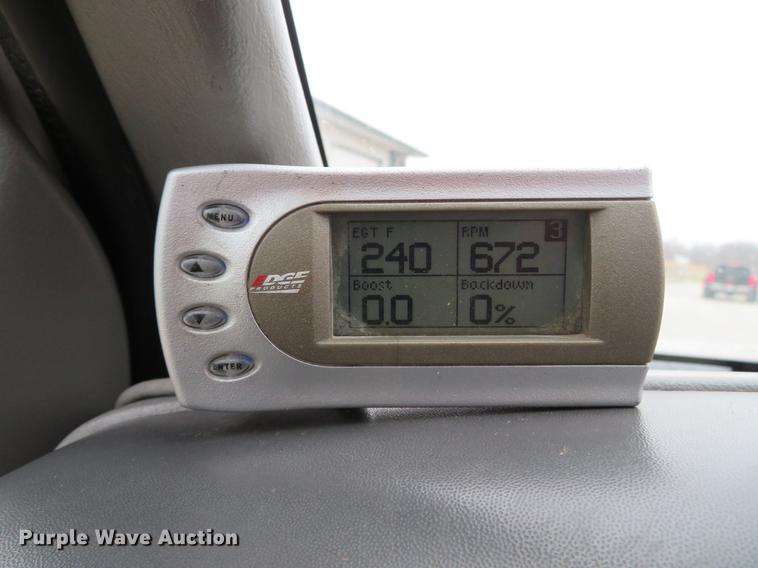 MENU
EDGE
PRODUCTS
ENTER
EGT F
240
RPM
3
672
Boost
0.0
Backdown
0%
Purple Wave Auction